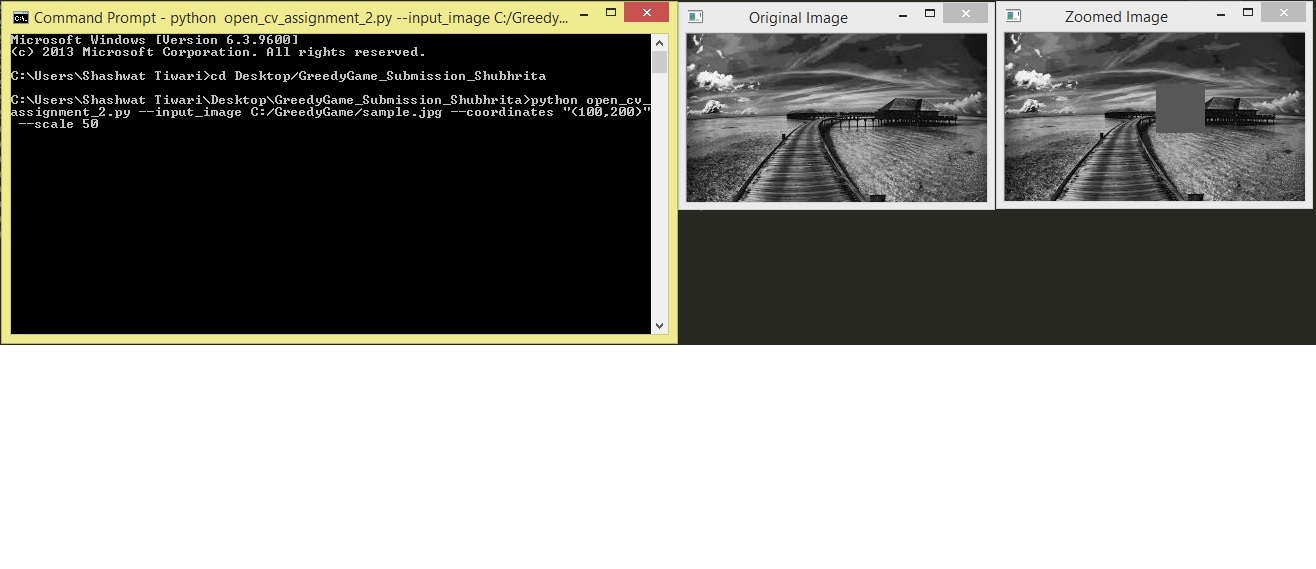 Command Prompt - python  open_cv_assignment_2.py --input_image C:/Greedy...
Microsoft Windows [Version 6.3.9600]
(c) 2013 Microsoft Corporation. All rights reserved.
C:\Users\Shashwat Tiwari>cd Desktop/GreedyGame_Submission_Shubhrita
C:\Users\Shashwat Tiwari\Desktop\GreedyGame_Submission_Shubhrita>python open_cv_
assignment_2.py --input_image C:/GreedyGame/sample.jpg --coordinates "(100,200)"
--scale 50
Original Image
Zoomed Image